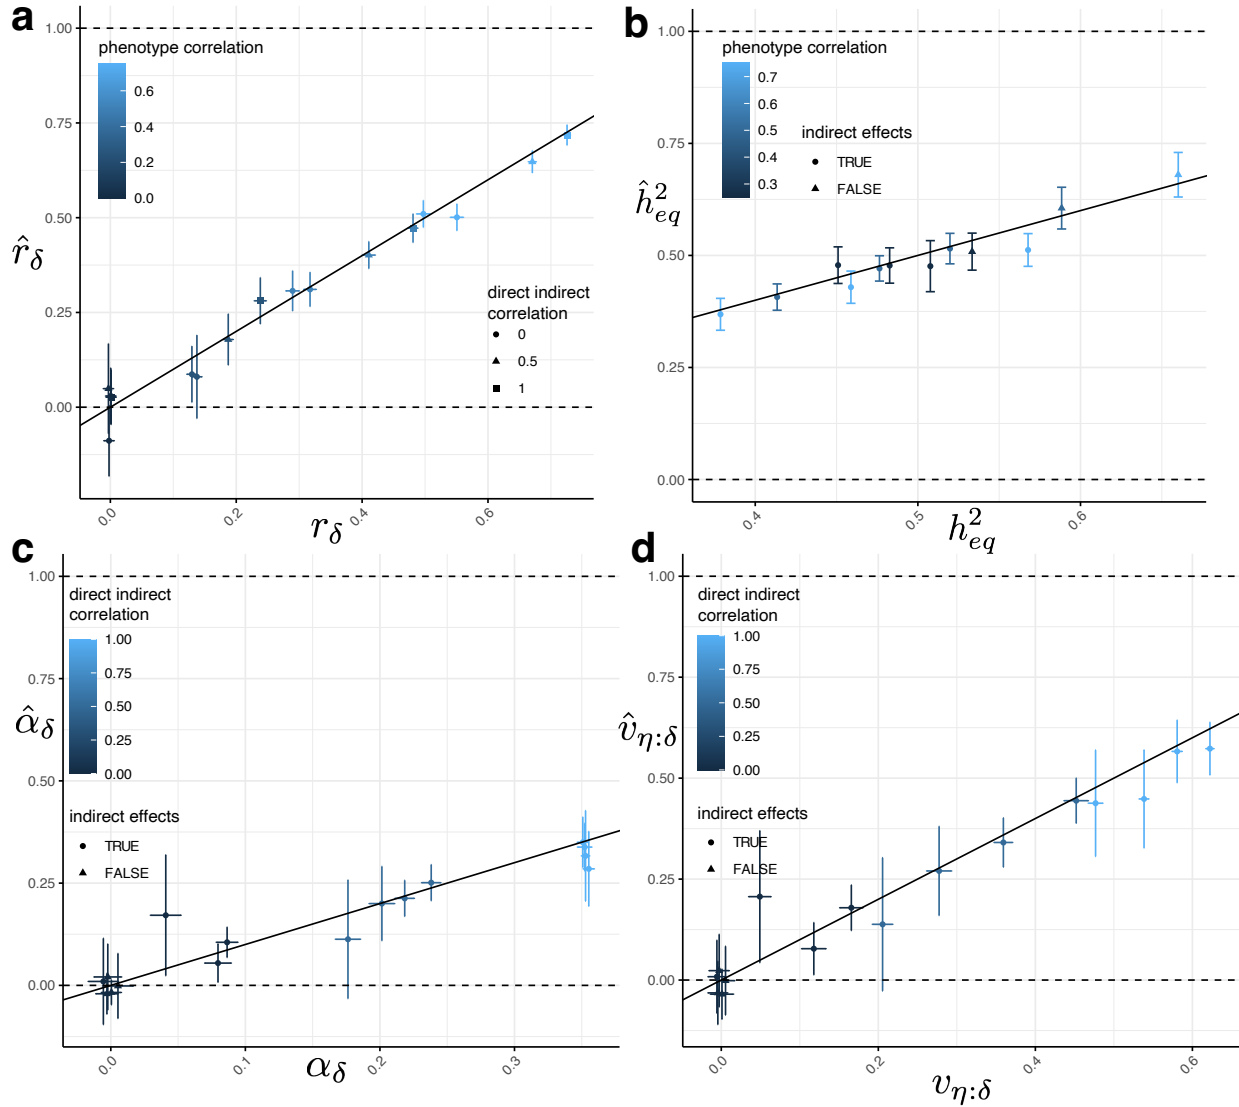 a
1.00
phenotype correlation
0.6
0.4
0.2
0.0
0.75
0.50
r̂δ
0.25
direct indirect
correlation
0
0.5
1
0.00
0.0
0.2
0.4
0.6
rδ
b
1.00
phenotype correlation
0.7
0.6
0.5
0.4
0.3
indirect effects
TRUE
FALSE
0.75
ĥ²eq
0.50
0.25
0.00
0.4
0.5
0.6
h²eq
c
1.00
direct indirect
correlation
1.00
0.75
0.50
0.25
0.00
0.75
α̂δ
0.50
indirect effects
TRUE
FALSE
0.25
0.00
0.0
0.1
0.2
0.3
αδ
d
1.00
direct indirect
correlation
1.00
0.75
0.50
0.25
0.00
0.75
v̂η:δ
0.50
indirect effects
TRUE
FALSE
0.25
0.00
0.0
0.2
0.4
0.6
vη:δ